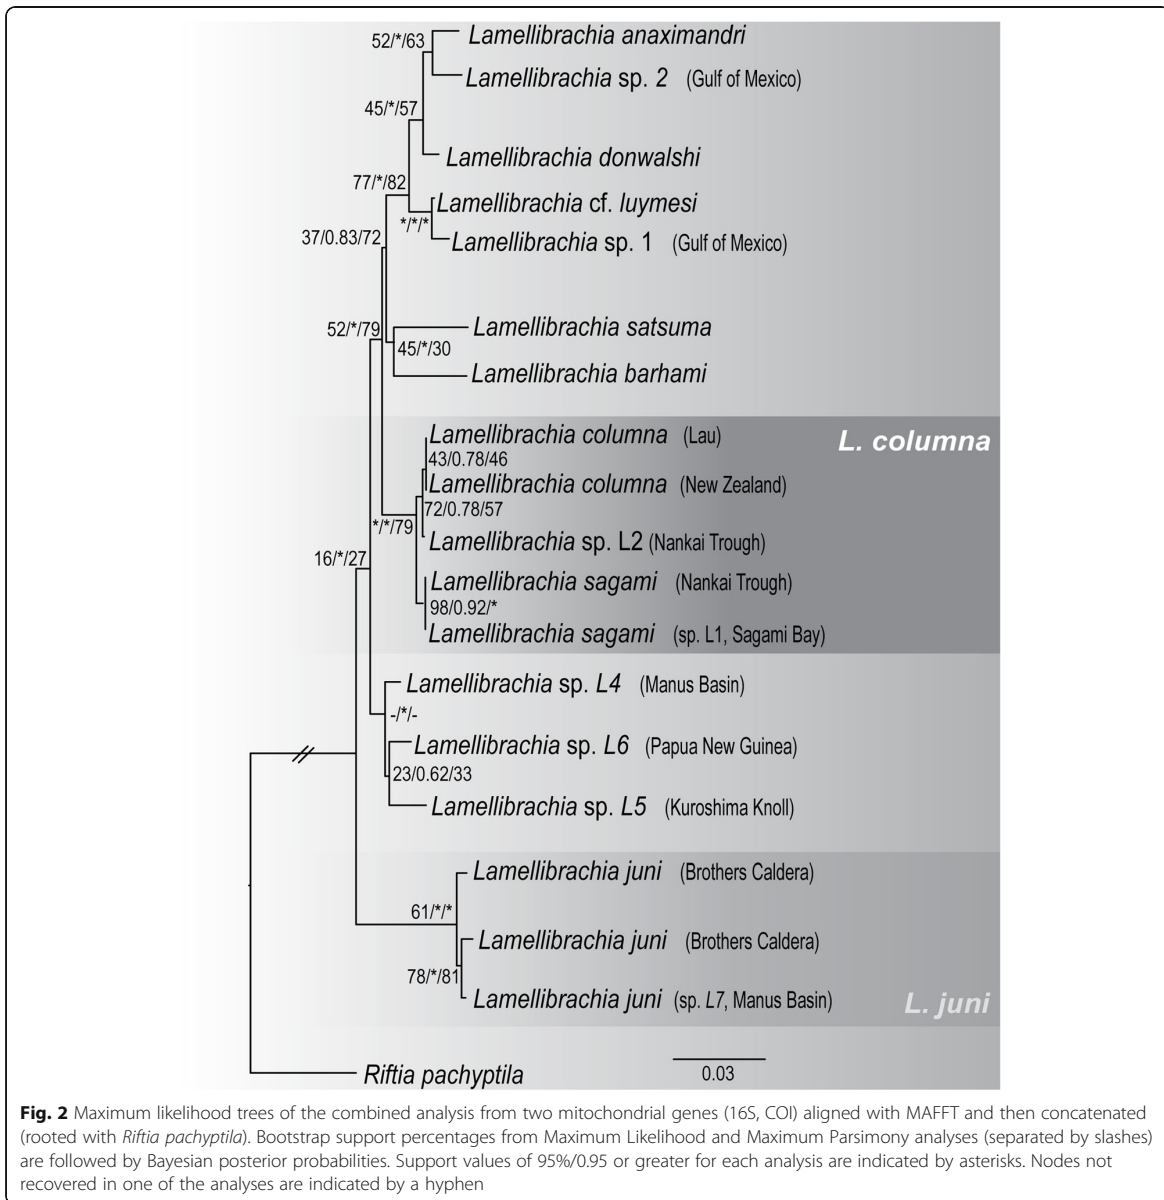 52/*/63
Lamellibrachia anaximandri
Lamellibrachia sp. 2 (Gulf of Mexico)
45/*/57
Lamellibrachia donwalshi
77/*/82
Lamellibrachia cf. luymesi
*/*/*
37/0.83/72
Lamellibrachia sp. 1 (Gulf of Mexico)
52/*/79
Lamellibrachia satsuma
45/*/30
Lamellibrachia barhami
Lamellibrachia columna (Lau)
L. columna
43/0.78/46
Lamellibrachia columna (New Zealand)
72/0.78/57
*/*/79
Lamellibrachia sp. L2 (Nankai Trough)
16/*/27
Lamellibrachia sagami (Nankai Trough)
98/0.92/*
Lamellibrachia sagami (sp. L1, Sagami Bay)
Lamellibrachia sp. L4 (Manus Basin)
-/*/-
Lamellibrachia sp. L6 (Papua New Guinea)
23/0.62/33
Lamellibrachia sp. L5 (Kuroshima Knoll)
Lamellibrachia juni (Brothers Caldera)
61/*/*
Lamellibrachia juni (Brothers Caldera)
78/*/81
Lamellibrachia juni (sp. L7, Manus Basin)
L. juni
Riftia pachyptila
0.03
Fig. 2 Maximum likelihood trees of the combined analysis from two mitochondrial genes (16S, COI) aligned with MAFFT and then concatenated
(rooted with Riftia pachyptila). Bootstrap support percentages from Maximum Likelihood and Maximum Parsimony analyses (separated by slashes)
are followed by Bayesian posterior probabilities. Support values of 95%/0.95 or greater for each analysis are indicated by asterisks. Nodes not
recovered in one of the analyses are indicated by a hyphen